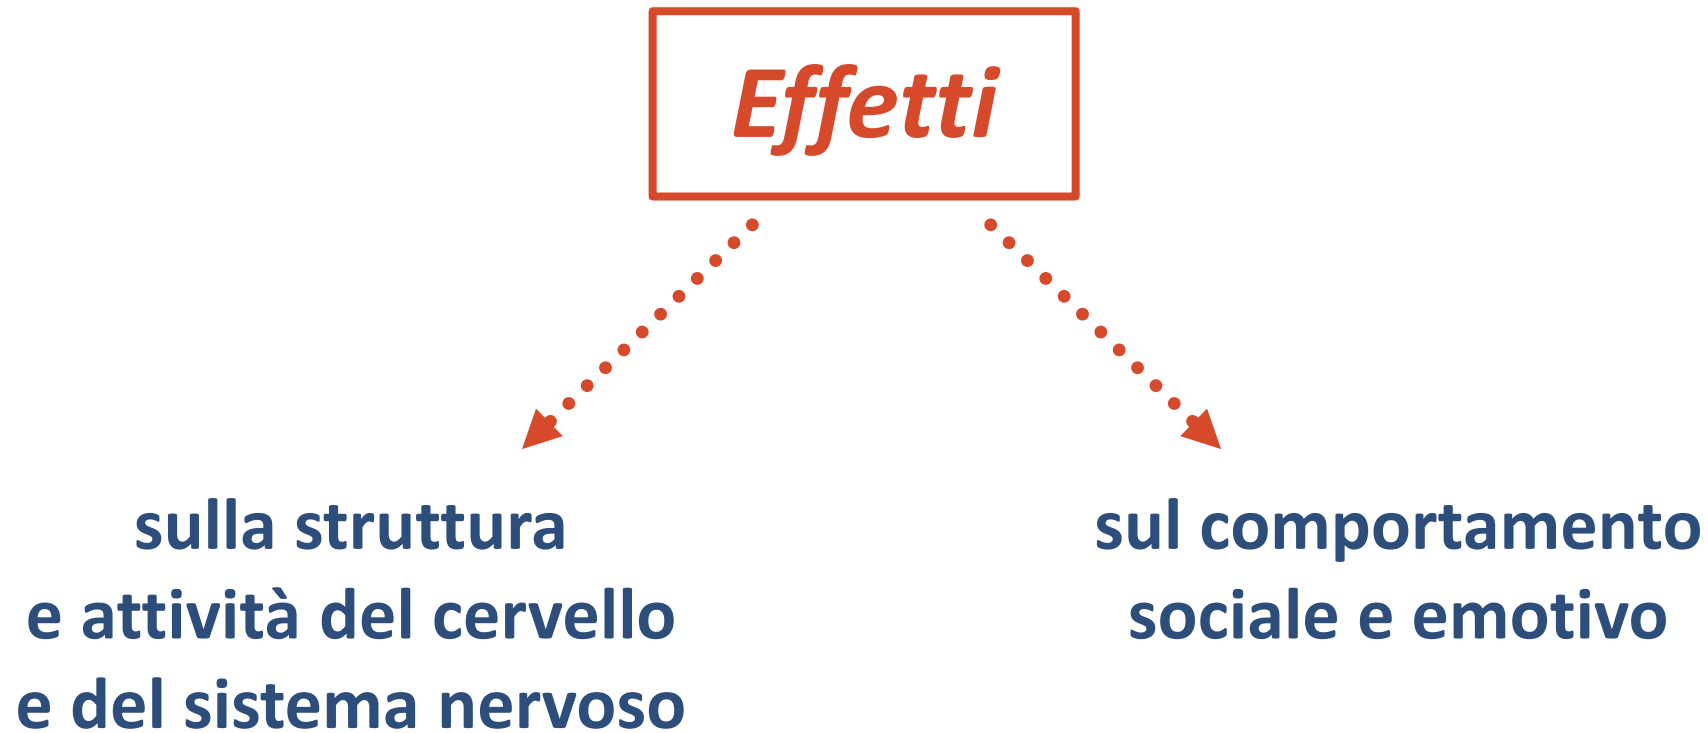 Effetti
sulla struttura
e attività del cervello
e del sistema nervoso
sul comportamento
sociale e emotivo